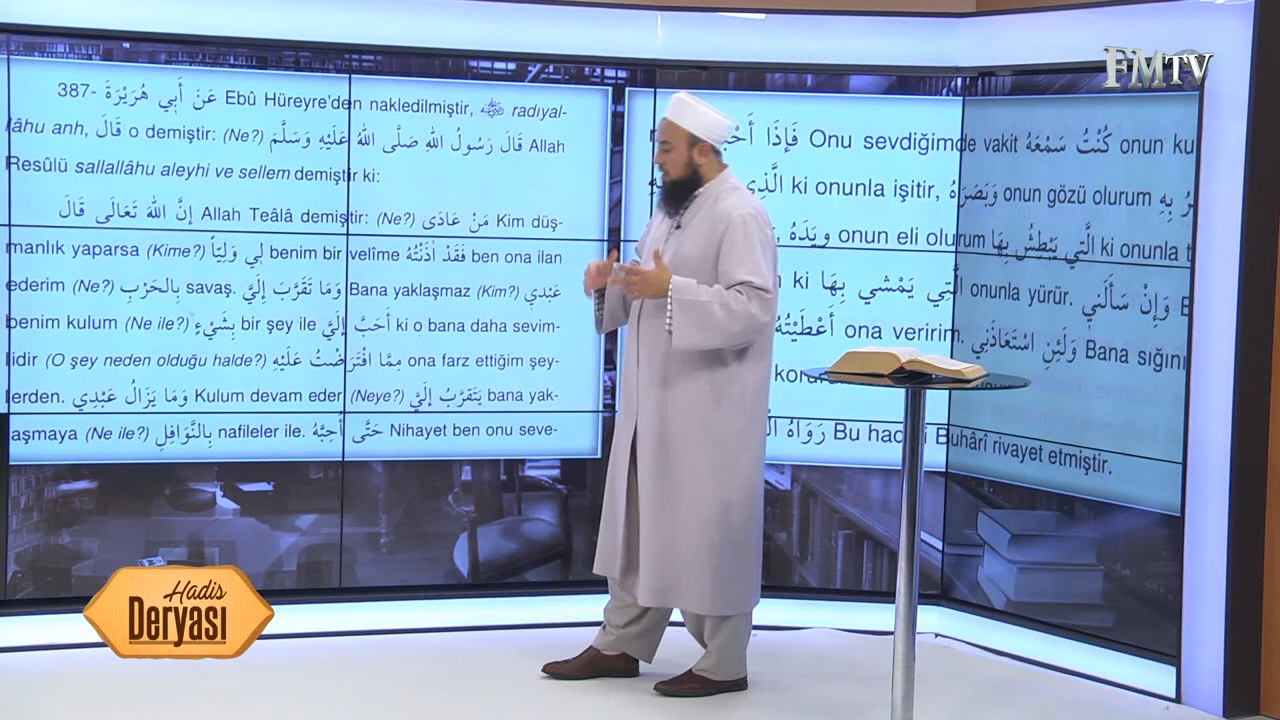 387- عَنْ أَبِي هُرَيْرَةَ Ebû Hüreyre'den nakledilmiştir, radıyal-
lâhu anh, قَالَ o demiştir: (Ne?) قَالَ رَسُولُ اللهِ صَلَّى اللهُ عَلَيْهِ وَسَلَّمَ Allah
Resûlü sallallâhu aleyhi ve sellem demiştir ki:
إِنَّ اللهَ تَعَالَى قَالَ Allah Teâlâ demiştir: (Ne?) مَنْ عَادَى Kim düş-
manlık yaparsa (Kime?) لِي وَلِيّاً benim bir velîme فَقَدْ آذَنْتُهُ ben ona ilan
ederim (Ne?) بِالْحَرْبِ savaş. وَمَا تَقَرَّبَ إِلَيَّ Bana yaklaşmaz (Kim?) عَبْدِي
benim kulum (Ne ile?) بِشَيْءٍ bir şey ile أَحَبَّ إِلَيَّ ki o bana daha sevim-
lidir (O şey neden olduğu halde?) مِمَّا افْتَرَضْتُ عَلَيْهِ ona farz ettiğim şey-
lerden. وَمَا يَزَالُ عَبْدِي Kulum devam eder (Neye?) يَتَقَرَّبُ إِلَيَّ bana yak-
laşmaya (Ne ile?) بِالنَّوَافِلِ nafileler ile. حَتَّى أُحِبَّهُ Nihayet ben onu seve-
فَإِذَا Onu sevdiğimde vakit كُنْتُ سَمْعَهُ onun ku
الَّذِي ki onunla işitir, وَبَصَرَهُ onun gözü olurum بِهِ
وَيَدَهُ onun eli olurum الَّتِي يَبْطِشُ بِهَا ki onunla t
ki الَّتِي يَمْشِي بِهَا onunla yürür. وَإِنْ سَأَلَنِي
أَعْطَيْتُهُ ona veririm. وَلَئِنِ اسْتَعَاذَنِي Bana sığını
رَوَاهُ Bu hadîsi Buhârî rivayet etmiştir.
FMTV
Hadis
Deryası